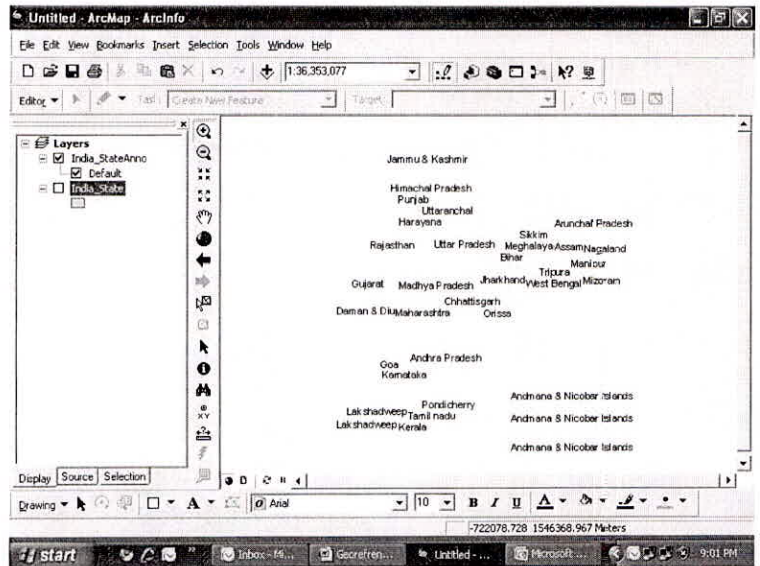 Untitled - ArcMap - ArcInfo
File Edit View Bookmarks Insert Selection Tools Window Help
1:36,353,077
Editor Task: Create New Feature Target:
Layers
India_StateAnno
Default
India_State
Jammu & Kashmir
Himachal Pradesh
Punjab
Uttaranchal
Harayana
Arunchaf Pradesh
Sikkim
Rajasthan Uttar Pradesh Meghalaya Assam Nagaland
Bihar
Manipur
Tripura
Gujarat Madhya Pradesh Jharkhand West Bengal Mizoram
Chhattisgarh
Daman & Diu Maharashtra Orissa
Andhra Pradesh
Goa
Karnataka
Andmana & Nicobar Islands
Pondicherry
Lakshadweep Tamil nadu Andmana & Nicobar Islands
Lakshadweep Kerala
Andmana & Nicobar Islands
Display Source Selection
Drawing A Arial 10 B I U A
-722078.728 1546368.967 Meters
start Inbox - Mi... Georefren... Untitled - ... Microsoft ... 9:01 PM